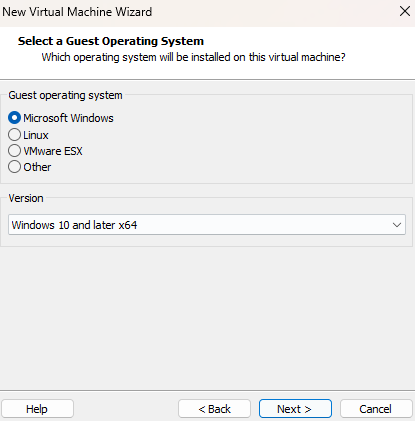 New Virtual Machine Wizard
Select a Guest Operating System
Which operating system will be installed on this virtual machine?
Guest operating system
Microsoft Windows
Linux
VMware ESX
Other
Version
Windows 10 and later x64
Help
< Back
Next >
Cancel